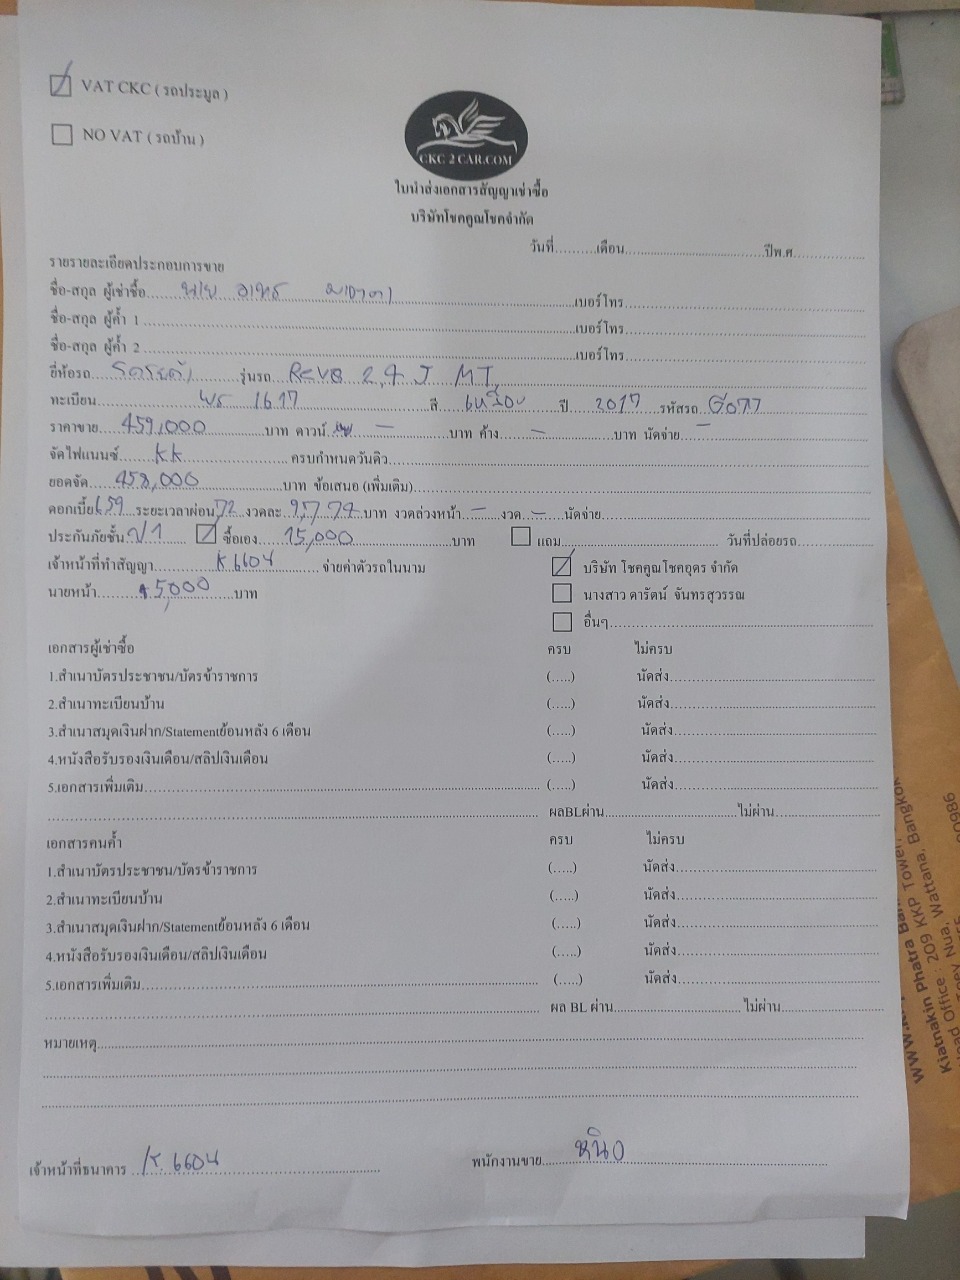 VAT CKC ( รถประมูล )
NO VAT ( รถบ้าน )
CKC 2 CAR.COM
ใบนำส่งเอกสารสัญญาเช่าซื้อ
บริษัทโชคคูณโชคจำกัด
วันที่.........เดือน..............................ปีพ.ศ................
รายรายละเอียดประกอบการขาย
ชื่อ-สกุล ผู้เช่าซื้อ...... นาย ......เบอร์โทร..............................
ชื่อ-สกุล ผู้ค้ำ 1 ..............................เบอร์โทร..............................
ชื่อ-สกุล ผู้ค้ำ 2 ..............................เบอร์โทร..............................
ยี่ห้อรถ..............................รุ่นรถ...... REVO 2,4 J MT
ทะเบียน...... 1617 ......สี ......ปี ...... 2017 ......รหัสรถ
ราคาขาย...... 459,000 ......บาท ดาวน์ - ......บาท ค้าง...... - ......บาท นัดจ่าย...... -
จัดไฟแนนซ์...... KK ......ครบกำหนดวันคิว..............................
ยอดจัด...... 458,000 ......บาท ข้อเสนอ (เพิ่มเติม)..............................
ดอกเบี้ย 6.59 ระยะเวลาผ่อน 72 งวดละ บาท งวดล่วงหน้า - งวด - นัดจ่าย..............................
ประกันภัยชั้น ป1 ซื้อเอง...... 15,000 ......บาท แถม..............................วันที่ปล่อยรถ................
เจ้าหน้าที่ทำสัญญา...... K 6604 ......จ่ายค่าตัวรถในนาม บริษัท โชคคูณโชคอุดร จำกัด
นายหน้า...... 5,000 ......บาท นางสาว ดารัตน์ จันทรสุวรรณ
อื่นๆ..............................
เอกสารผู้เช่าซื้อ ครบ ไม่ครบ
1.สำเนาบัตรประชาชน/บัตรข้าราชการ (.....) นัดส่ง..............................
2.สำเนาทะเบียนบ้าน (.....) นัดส่ง..............................
3.สำเนาสมุดเงินฝาก/Statementย้อนหลัง 6 เดือน (.....) นัดส่ง..............................
4.หนังสือรับรองเงินเดือน/สลิปเงินเดือน (.....) นัดส่ง..............................
5.เอกสารเพิ่มเติม.............................. (.....) นัดส่ง..............................
.............................. ผลBLผ่าน..............................ไม่ผ่าน..............................
เอกสารคนค้ำ ครบ ไม่ครบ
1.สำเนาบัตรประชาชน/บัตรข้าราชการ (.....) นัดส่ง..............................
2.สำเนาทะเบียนบ้าน (.....) นัดส่ง..............................
3.สำเนาสมุดเงินฝาก/Statementย้อนหลัง 6 เดือน (.....) นัดส่ง..............................
4.หนังสือรับรองเงินเดือน/สลิปเงินเดือน (.....) นัดส่ง..............................
5.เอกสารเพิ่มเติม.............................. (.....) นัดส่ง..............................
.............................. ผล BL ผ่าน..............................ไม่ผ่าน..............................
หมายเหตุ..............................
เจ้าหน้าที่ธนาคาร ...... K. 6604 ...... พนักงานขาย..............................
Kiatnakin Phatra
Head Office : 209 KKP Tower,
Nua, Wattana, Bangkok